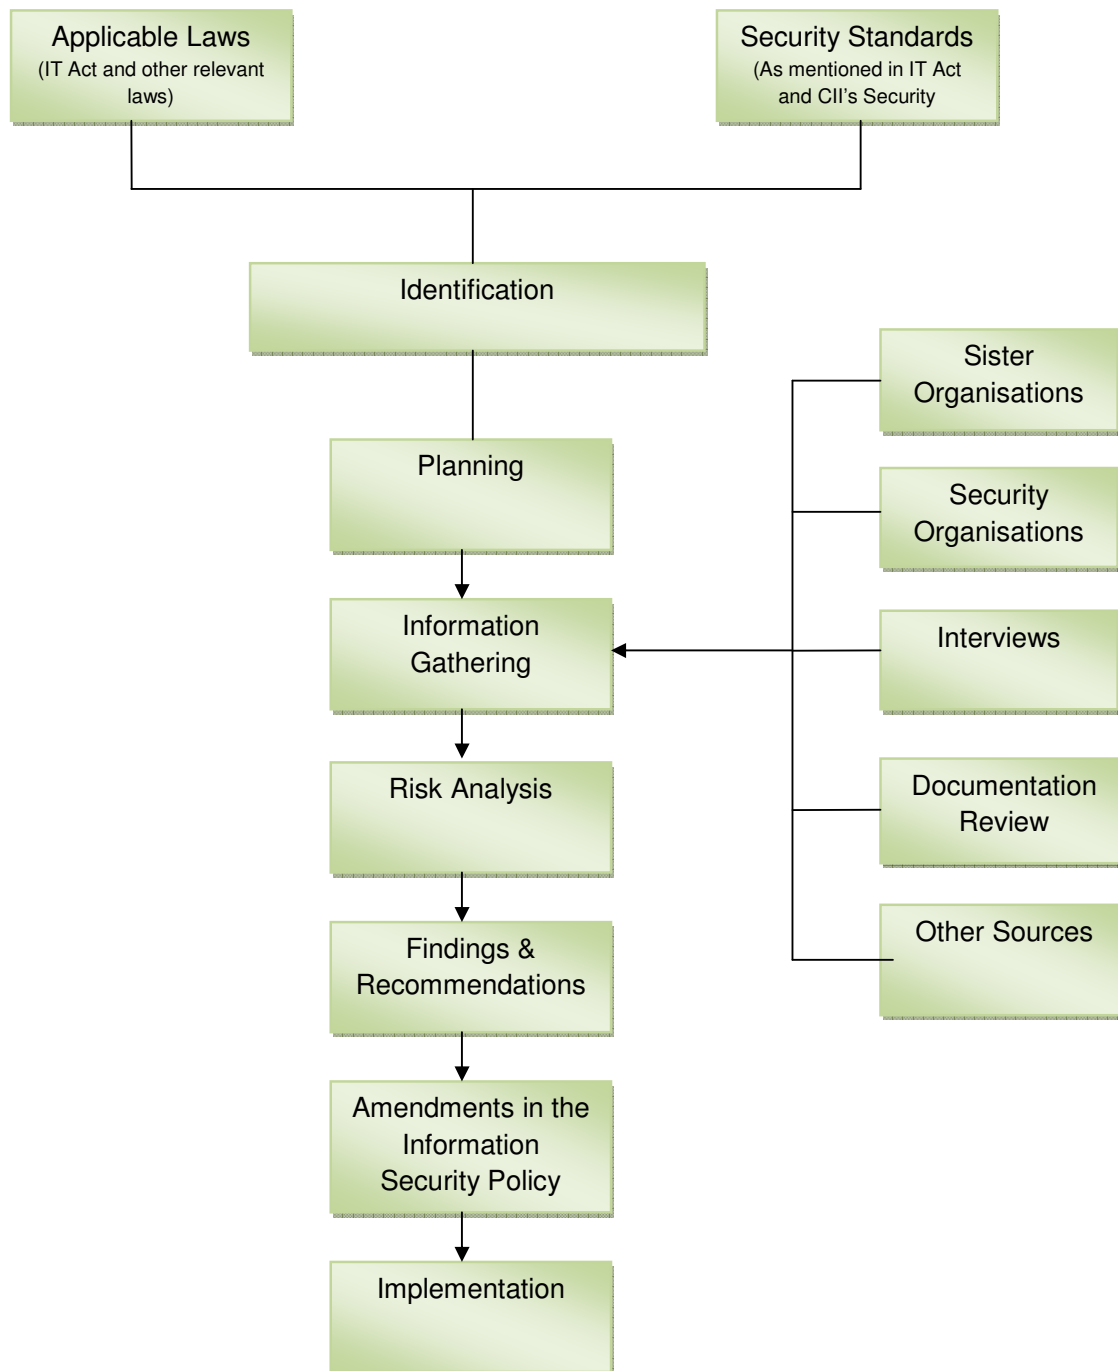 Applicable Laws
(IT Act and other relevant
laws)
Security Standards
(As mentioned in IT Act
and CII's Security
Identification
Planning
Information
Gathering
Risk Analysis
Findings &
Recommendations
Amendments in the
Information
Security Policy
Implementation
Sister
Organisations
Security
Organisations
Interviews
Documentation
Review
Other Sources